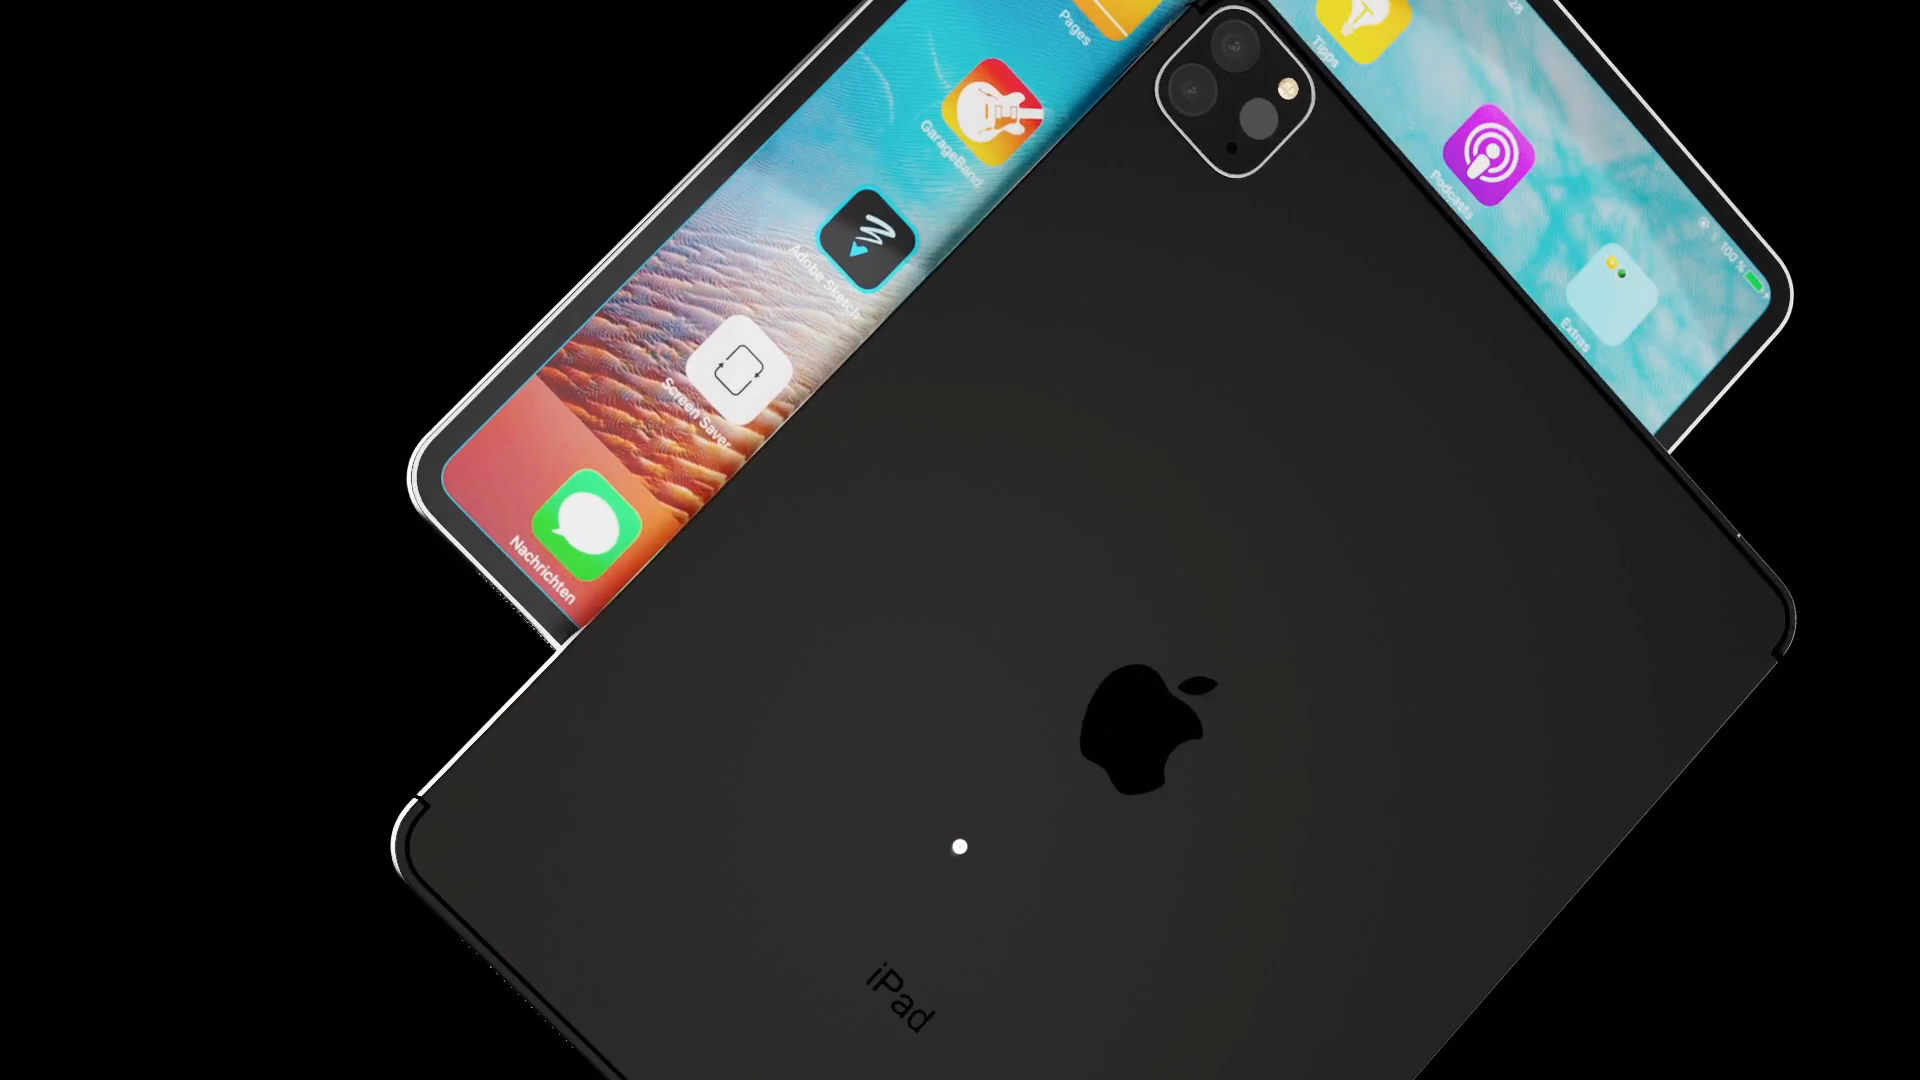 Pages
GarageBand
Adobe Sketch
Screen Saver
Nachrichten
Tipps
Podcasts
100 %
Extras
iPad